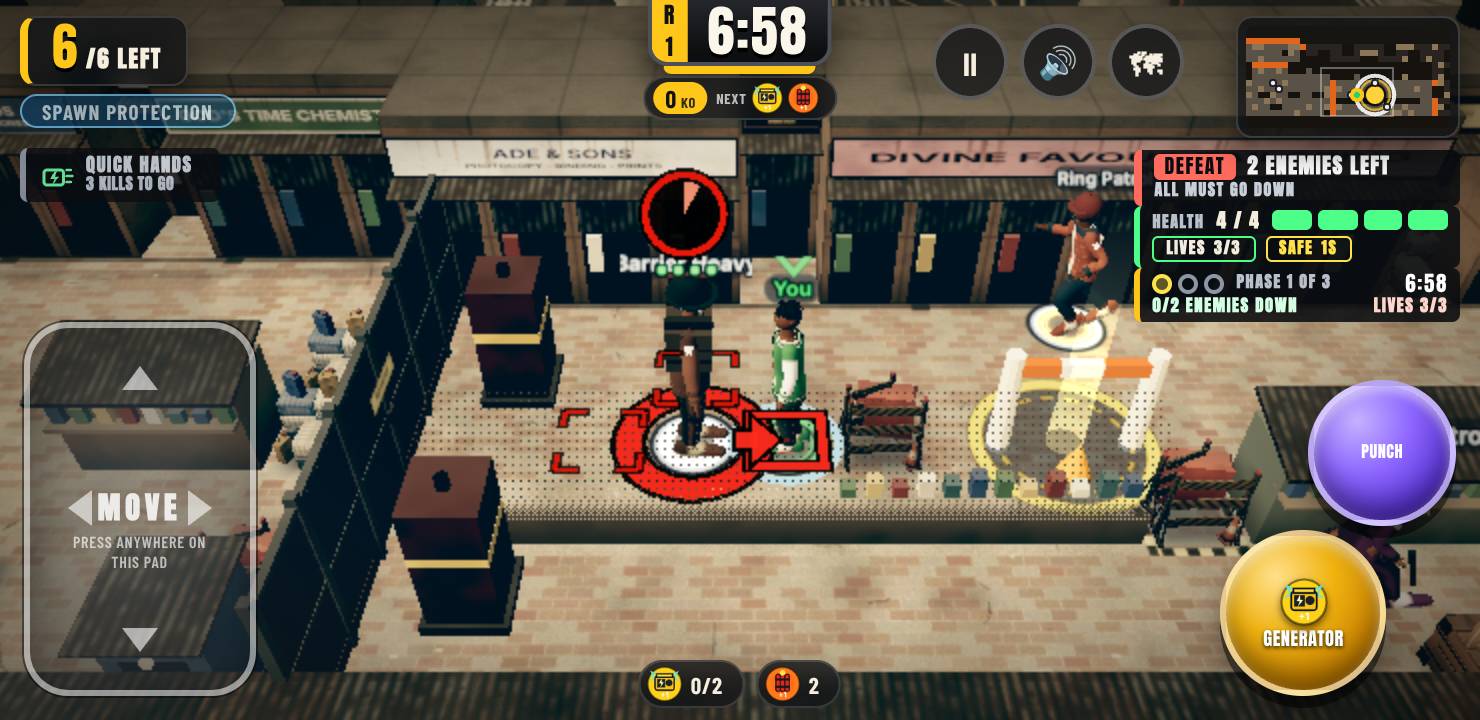 6 /6 LEFT
SPAWN PROTECTION
QUICK HANDS
3 KILLS TO GO
R
1
6:58
0 KO NEXT
TIME CHEMIST
ADE & SONS
DIVINE FAVOU
Barrier Heavy
You
DEFEAT 2 ENEMIES LEFT
ALL MUST GO DOWN
HEALTH 4 / 4
LIVES 3/3 SAFE 1S
PHASE 1 OF 3 6:58
0/2 ENEMIES DOWN LIVES 3/3
MOVE
PRESS ANYWHERE ON
THIS PAD
PUNCH
GENERATOR
0/2
2